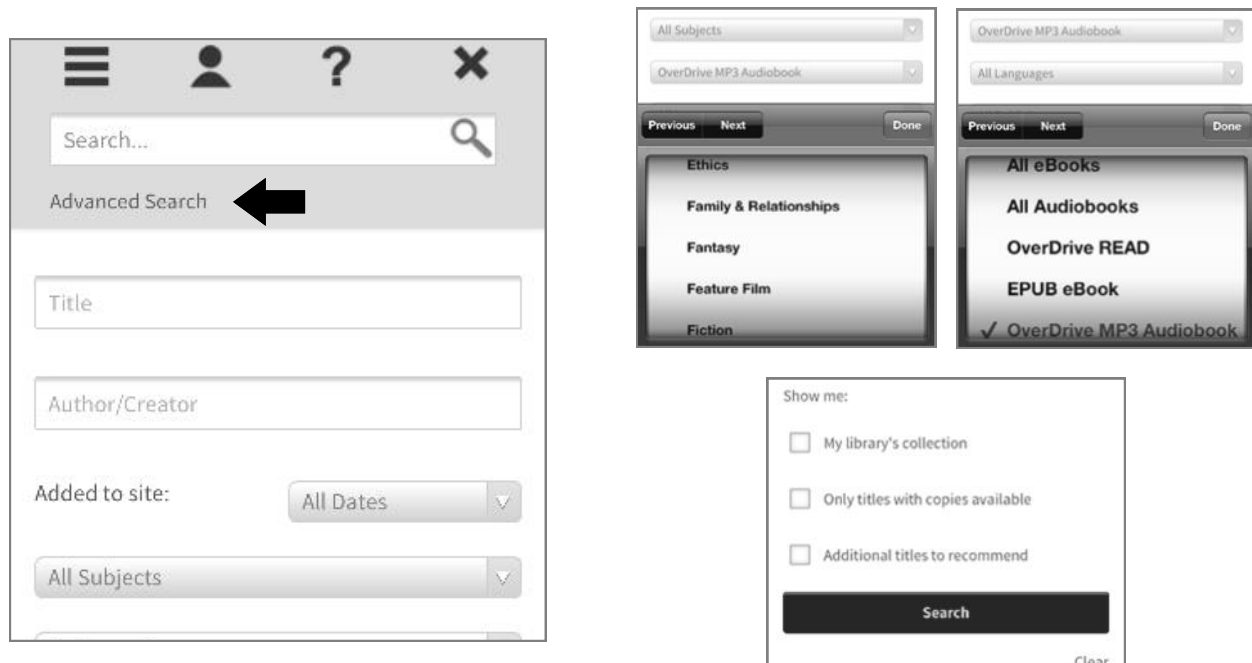 ?
Search...
Advanced Search
Title
Author/Creator
Added to site:
All Dates
All Subjects
All Subjects
OverDrive MP3 Audiobook
Previous Next Done
Ethics
Family & Relationships
Fantasy
Feature Film
Fiction
OverDrive MP3 Audiobook
All Languages
Previous Next Done
All eBooks
All Audiobooks
OverDrive READ
EPUB eBook
✓ OverDrive MP3 Audiobook
Show me:
My library's collection
Only titles with copies available
Additional titles to recommend
Search
Clear